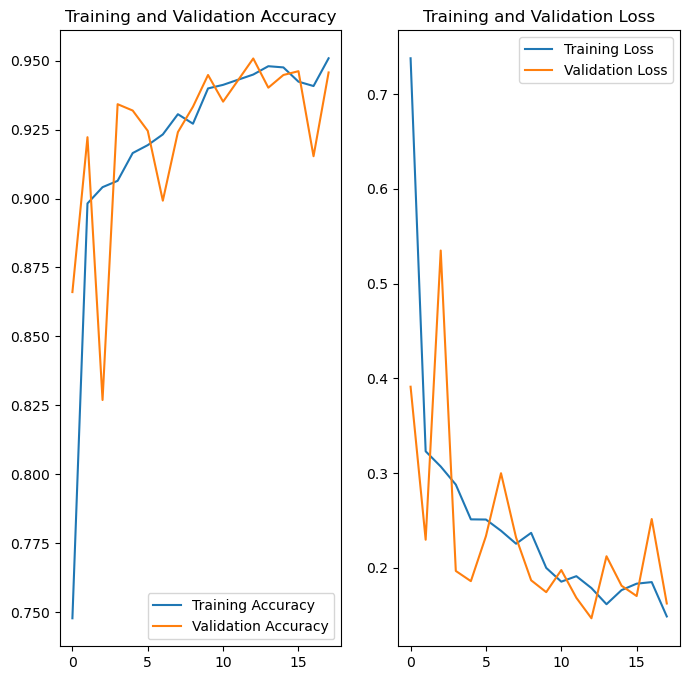 Training and Validation Accuracy
0.950
0.925
0.900
0.875
0.850
0.825
0.800
0.775
0.750
0 5 10 15
Training Accuracy
Validation Accuracy
Training and Validation Loss
0.7
0.6
0.5
0.4
0.3
0.2
0 5 10 15
Training Loss
Validation Loss